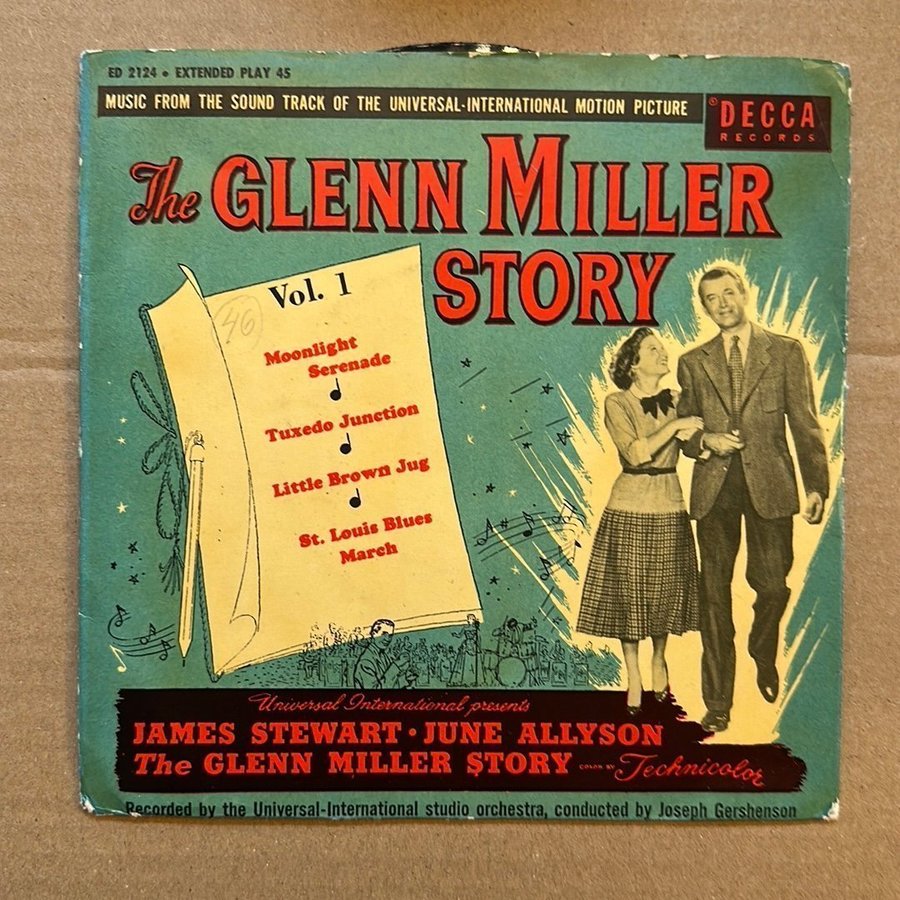 ED 2124 • EXTENDED PLAY 45
MUSIC FROM THE SOUND TRACK OF THE UNIVERSAL-INTERNATIONAL MOTION PICTURE
DECCA
RECORDS
The GLENN MILLER
STORY
Vol. 1
46
Moonlight
Serenade
Tuxedo Junction
Little Brown Jug
St. Louis Blues
March
Universal International presents
JAMES STEWART • JUNE ALLYSON
The GLENN MILLER STORY COLOR BY Technicolor
Recorded by the Universal-International studio orchestra, conducted by Joseph Gershenson